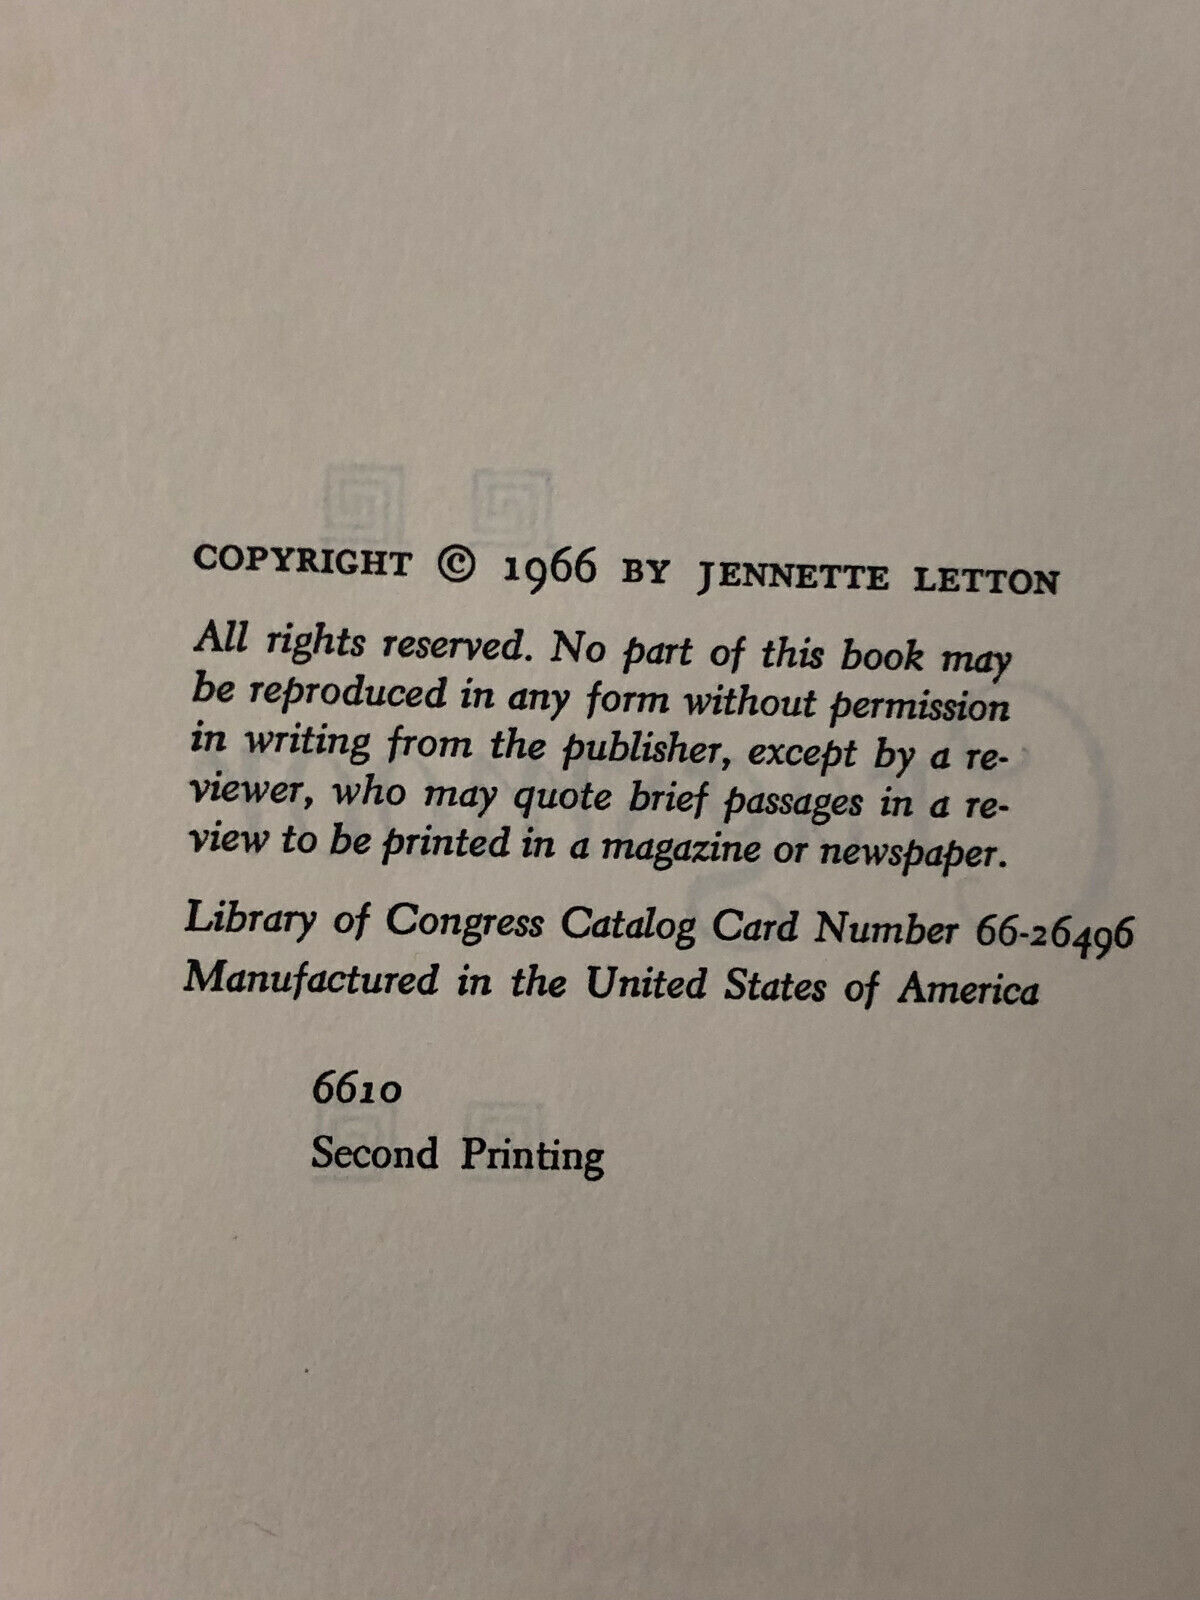 COPYRIGHT © 1966 BY JENNETTE LETTON
All rights reserved. No part of this book may
be reproduced in any form without permission
in writing from the publisher, except by a re-
viewer, who may quote brief passages in a re-
view to be printed in a magazine or newspaper.
Library of Congress Catalog Card Number 66-26496
Manufactured in the United States of America
6610
Second Printing